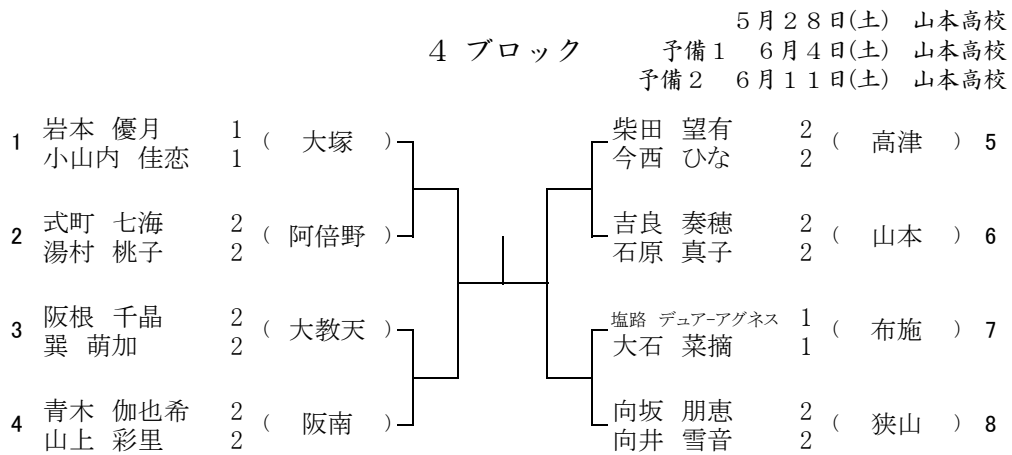 5月28日(土) 山本高校
4 ブロック 予備1 6月4日(土) 山本高校
予備2 6月11日(土) 山本高校
1 岩本 優月 1 ( 大塚 )
小山内 佳恋 1
2 式町 七海 2 ( 阿倍野 )
湯村 桃子 2
3 阪根 千晶 2 ( 大教天 )
巽 萌加 2
4 青木 伽也希 2 ( 阪南 )
山上 彩里 2
柴田 望有 2 ( 高津 ) 5
今西 ひな 2
吉良 奏穂 2 ( 山本 ) 6
石原 真子 2
塩路 デュアーアグネス 1 ( 布施 ) 7
大石 菜摘 1
向坂 朋恵 2 ( 狭山 ) 8
向井 雪音 2